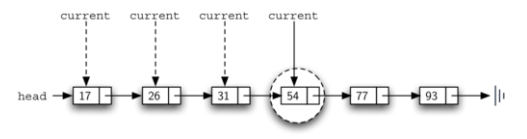 current current current current
head 17 26 31 54 77 93